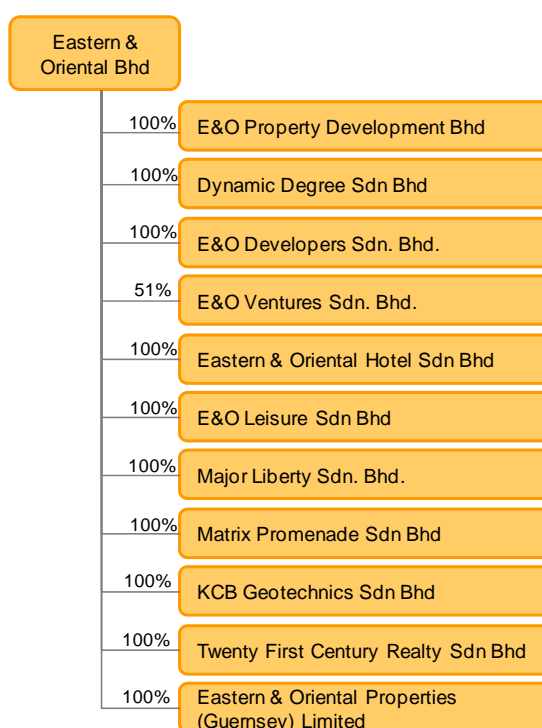 Eastern &
Oriental Bhd
100%
E&O Property Development Bhd
100%
Dynamic Degree Sdn Bhd
100%
E&O Developers Sdn. Bhd.
51%
E&O Ventures Sdn. Bhd.
100%
Eastern & Oriental Hotel Sdn Bhd
100%
E&O Leisure Sdn Bhd
100%
Major Liberty Sdn. Bhd.
100%
Matrix Promenade Sdn Bhd
100%
KCB Geotechnics Sdn Bhd
100%
Twenty First Century Realty Sdn Bhd
100%
Eastern & Oriental Properties
(Guernsey) Limited